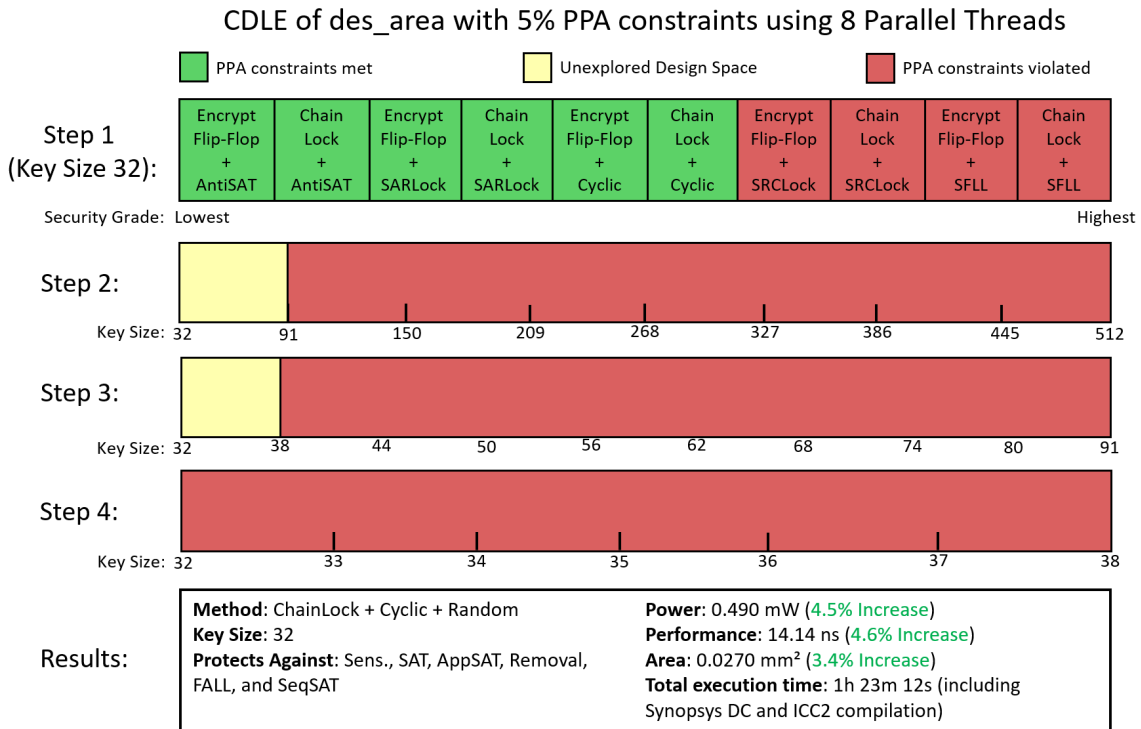 CDLE of des_area with 5% PPA constraints using 8 Parallel Threads
PPA constraints met
Unexplored Design Space
PPA constraints violated
Step 1
(Key Size 32):
Encrypt
Flip-Flop
+
AntiSAT
Chain
Lock
+
AntiSAT
Encrypt
Flip-Flop
+
SARLock
Chain
Lock
+
SARLock
Encrypt
Flip-Flop
+
Cyclic
Chain
Lock
+
Cyclic
Encrypt
Flip-Flop
+
SRCLock
Chain
Lock
+
SRCLock
Encrypt
Flip-Flop
+
SFLL
Chain
Lock
+
SFLL
Security Grade: Lowest Highest
Step 2:
Key Size: 32 91 150 209 268 327 386 445 512
Step 3:
Key Size: 32 38 44 50 56 62 68 74 80 91
Step 4:
Key Size: 32 33 34 35 36 37 38
Results:
Method: ChainLock + Cyclic + Random
Key Size: 32
Protects Against: Sens., SAT, AppSAT, Removal,
FALL, and SeqSAT
Power: 0.490 mW (4.5% Increase)
Performance: 14.14 ns (4.6% Increase)
Area: 0.0270 mm² (3.4% Increase)
Total execution time: 1h 23m 12s (including
Synopsys DC and ICC2 compilation)